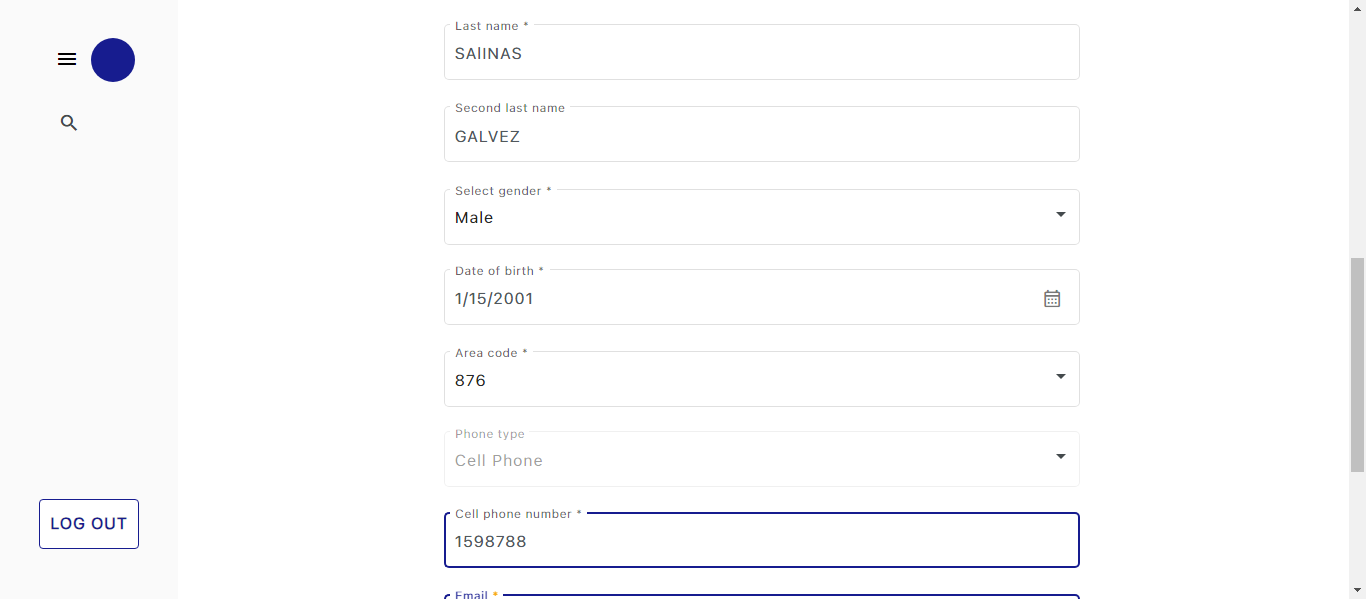 Last name *
SAlINAS
Second last name
GALVEZ
Select gender *
Male
Date of birth *
1/15/2001
Area code *
876
Phone type
Cell Phone
Cell phone number *
1598788
Email *
LOG OUT